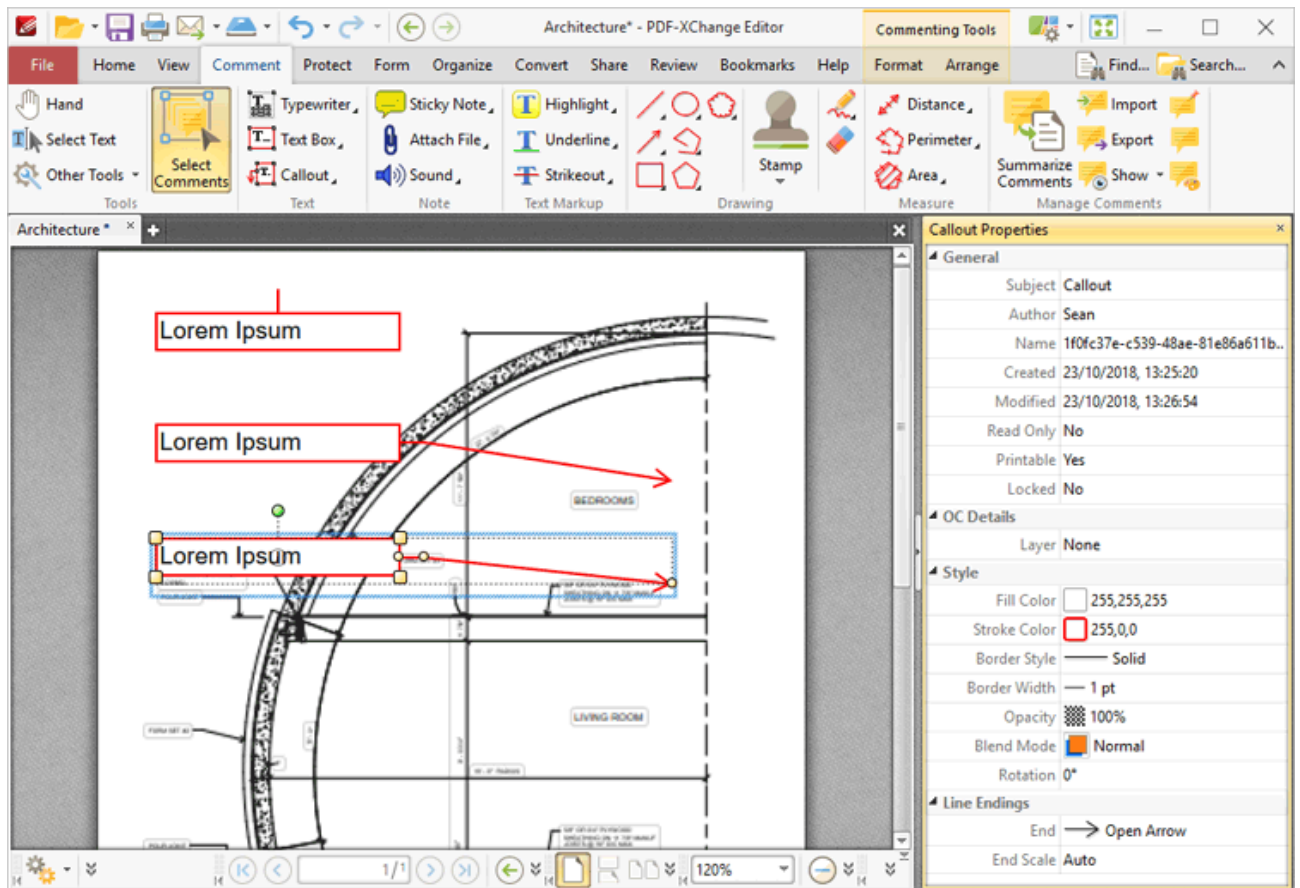 Architecture* - PDF-XChange Editor
Commenting Tools
File Home View Comment Protect Form Organize Convert Share Review Bookmarks Help Format Arrange Find... Search...
Hand
Select Text
Other Tools
Select Comments
Tools
Typewriter
Text Box
Callout
Text
Sticky Note
Attach File
Sound
Note
Highlight
Underline
Strikeout
Text Markup
Stamp
Drawing
Distance
Perimeter
Area
Measure
Summarize Comments
Import
Export
Show
Manage Comments
Architecture *
Lorem Ipsum
Lorem Ipsum
BEDROOMS
Lorem Ipsum
LIVING ROOM
1/1
120%
Callout Properties
General
Subject Callout
Author Sean
Name 1f0fc37e-c539-48ae-81e86a611b..
Created 23/10/2018, 13:25:20
Modified 23/10/2018, 13:26:54
Read Only No
Printable Yes
Locked No
OC Details
Layer None
Style
Fill Color 255,255,255
Stroke Color 255,0,0
Border Style Solid
Border Width 1 pt
Opacity 100%
Blend Mode Normal
Rotation 0°
Line Endings
End Open Arrow
End Scale Auto